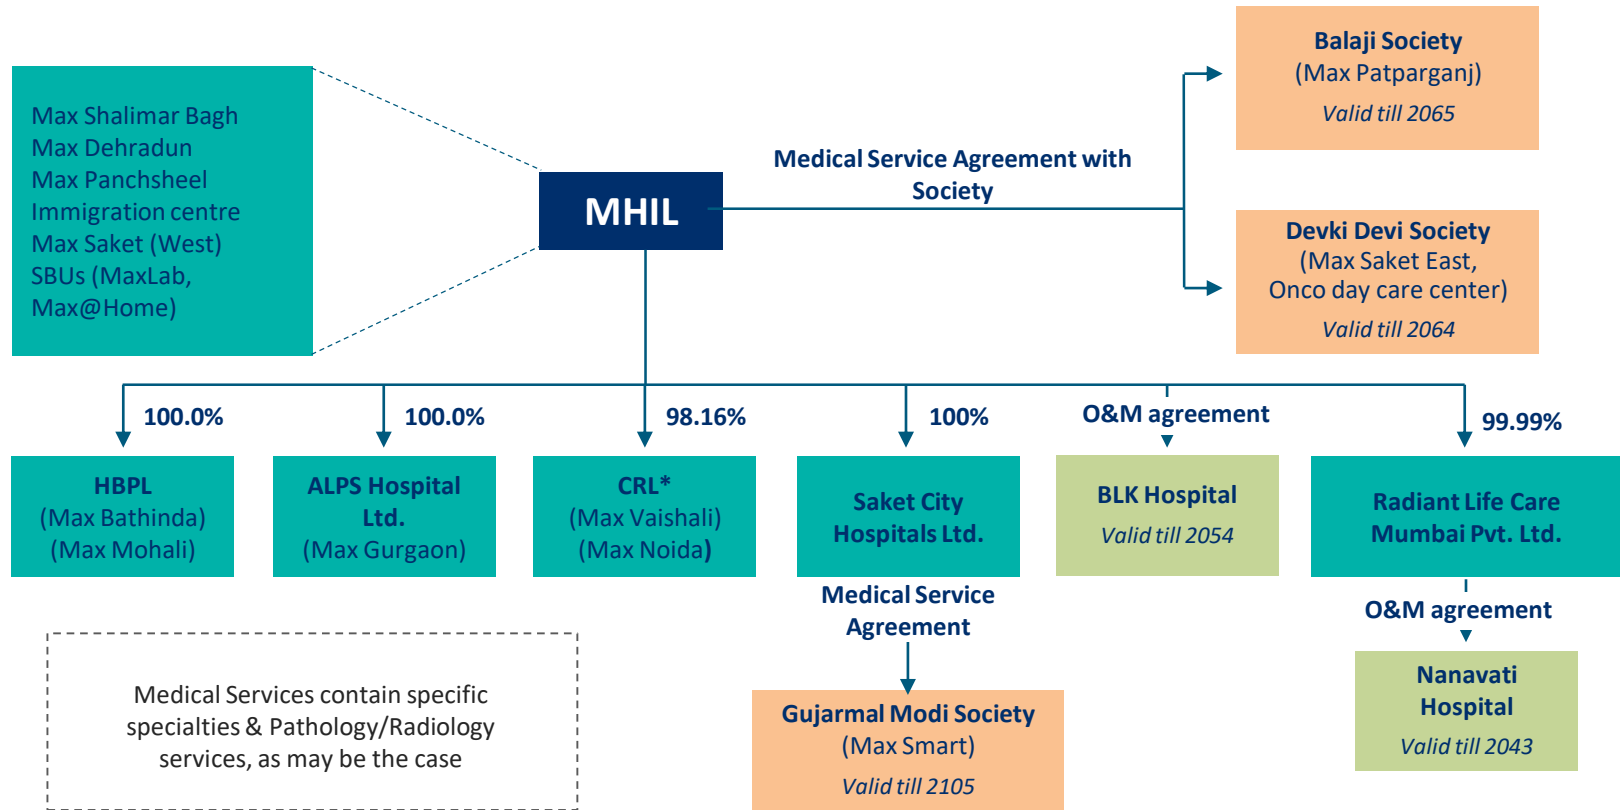 Balaji Society
(Max Patparganj)
Valid till 2065
Max Shalimar Bagh
Max Dehradun
Max Panchsheel
Immigration centre
Max Saket (West)
SBUs (MaxLab,
Max@Home)
MHIL
Medical Service Agreement with
Society
Devki Devi Society
(Max Saket East,
Onco day care center)
Valid till 2064
100.0%
100.0%
98.16%
100%
O&M agreement
99.99%
HBPL
(Max Bathinda)
(Max Mohali)
ALPS Hospital
Ltd.
(Max Gurgaon)
CRL*
(Max Vaishali)
(Max Noida)
Saket City
Hospitals Ltd.
BLK Hospital
Valid till 2054
Radiant Life Care
Mumbai Pvt. Ltd.
Medical Service
Agreement
O&M agreement
Medical Services contain specific
specialties & Pathology/Radiology
services, as may be the case
Gujarmal Modi Society
(Max Smart)
Valid till 2105
Nanavati
Hospital
Valid till 2043